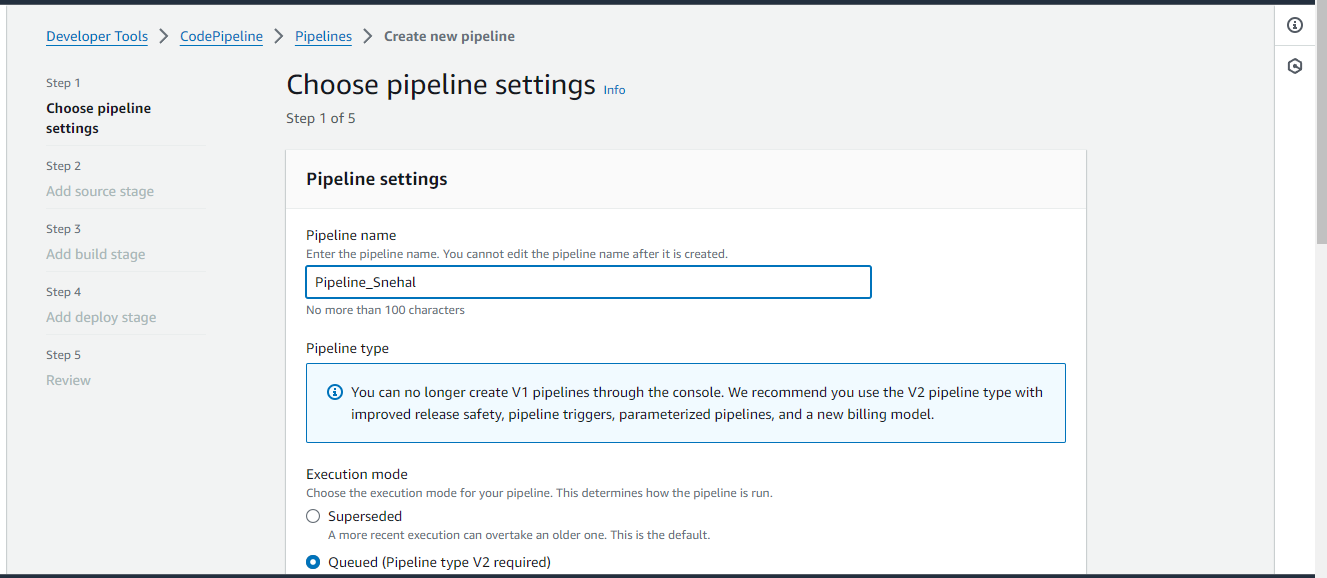 Developer Tools > CodePipeline > Pipelines > Create new pipeline
Step 1
Choose pipeline
settings
Step 2
Add source stage
Step 3
Add build stage
Step 4
Add deploy stage
Step 5
Review
Choose pipeline settings Info
Step 1 of 5
Pipeline settings
Pipeline name
Enter the pipeline name. You cannot edit the pipeline name after it is created.
Pipeline_Snehal
No more than 100 characters
Pipeline type
You can no longer create V1 pipelines through the console. We recommend you use the V2 pipeline type with
improved release safety, pipeline triggers, parameterized pipelines, and a new billing model.
Execution mode
Choose the execution mode for your pipeline. This determines how the pipeline is run.
Superseded
A more recent execution can overtake an older one. This is the default.
Queued (Pipeline type V2 required)